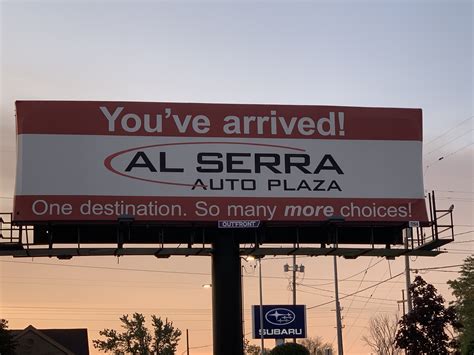 You've arrived!
AL SERRA
AUTO PLAZA
One destination. So many more choices!
OUTFRONT
SUBARU